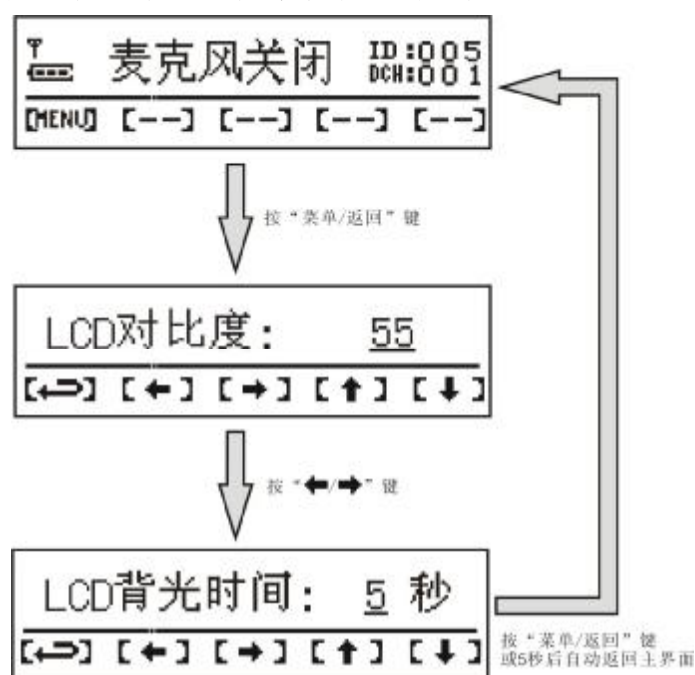 麦克风关闭 ID:005
DCH:001
[MENU] [--] [--] [--] [--]
按“菜单/返回”键
LCD对比度: 55
[↩] [←] [→] [↑] [↓]
按“←/→”键
LCD背光时间: 5 秒
[↩] [←] [→] [↑] [↓]
按“菜单/返回”键
或5秒后自动返回主界面